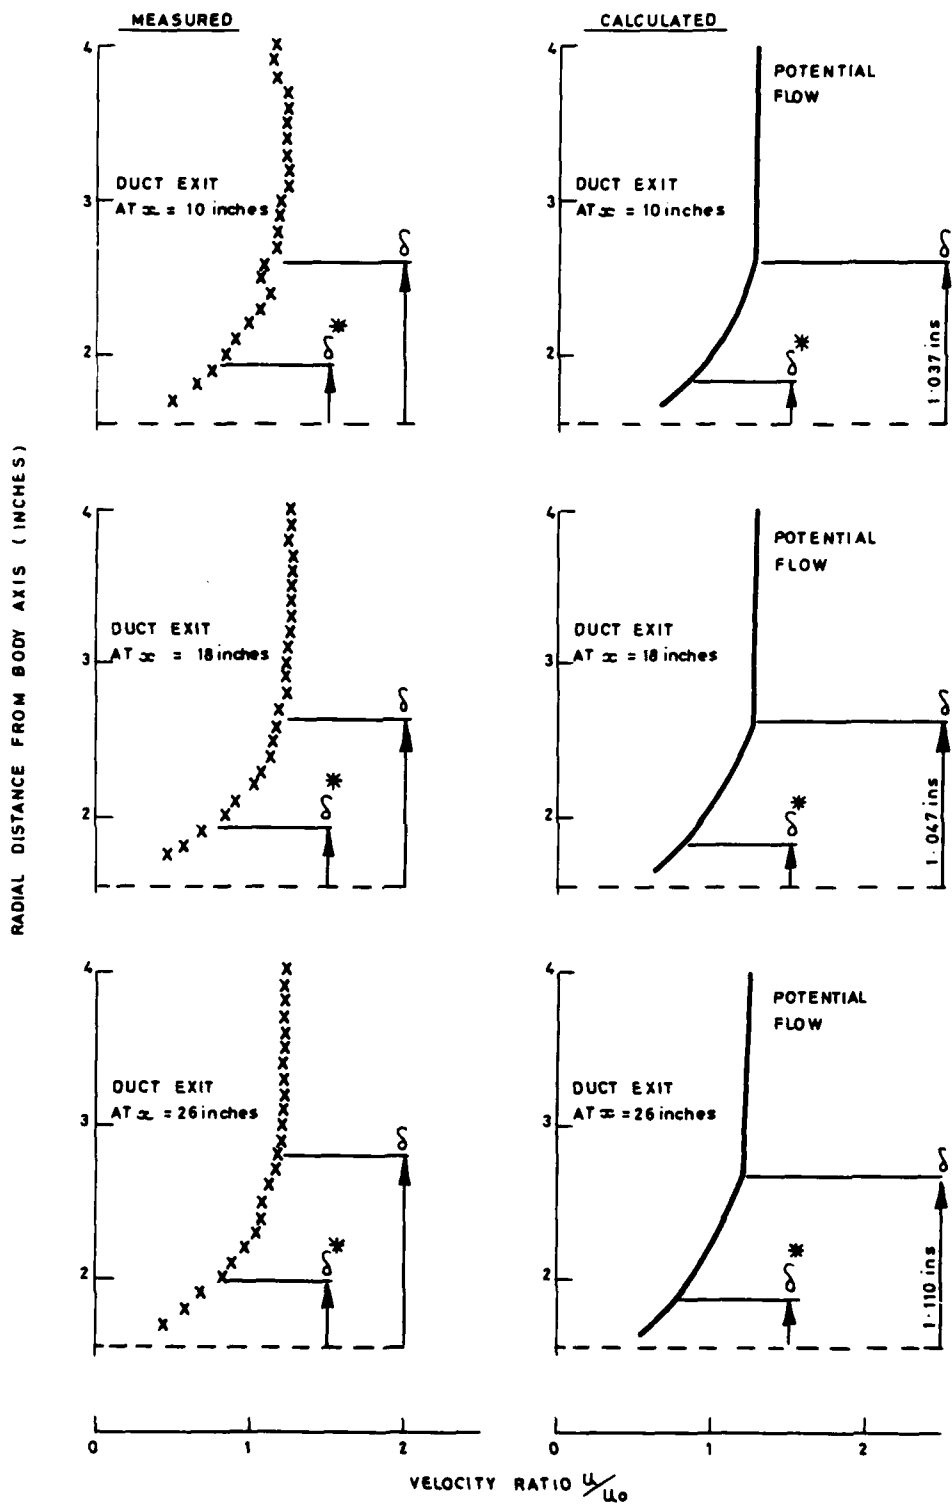 MEASURED
CALCULATED
4
3
2
DUCT EXIT
AT x = 10 inches
δ*
δ
4
3
2
POTENTIAL
FLOW
DUCT EXIT
AT x = 10 inches
δ*
δ
1·037 ins
RADIAL DISTANCE FROM BODY AXIS (INCHES)
4
3
2
DUCT EXIT
AT x = 18 inches
δ*
δ
4
3
2
POTENTIAL
FLOW
DUCT EXIT
AT x = 18 inches
δ*
δ
1·047 ins
4
3
2
DUCT EXIT
AT x = 26 inches
δ*
δ
4
3
2
POTENTIAL
FLOW
DUCT EXIT
AT x = 26 inches
δ*
δ
1·110 ins
0 1 2
0 1 2
VELOCITY RATIO u/u₀